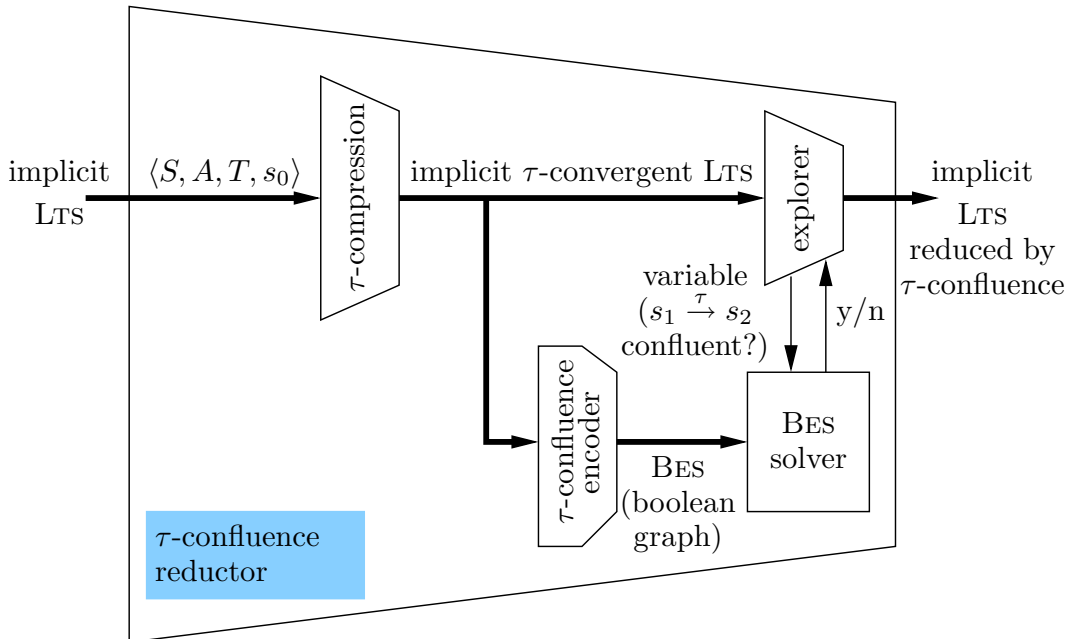 implicit
LTS
⟨S, A, T, s₀⟩
τ-compression
implicit τ-convergent LTS
explorer
implicit
LTS
reduced by
τ-confluence
variable
(s₁ →^τ s₂
confluent?)
y/n
τ-confluence
encoder
BES
(boolean
graph)
BES
solver
τ-confluence
reductor